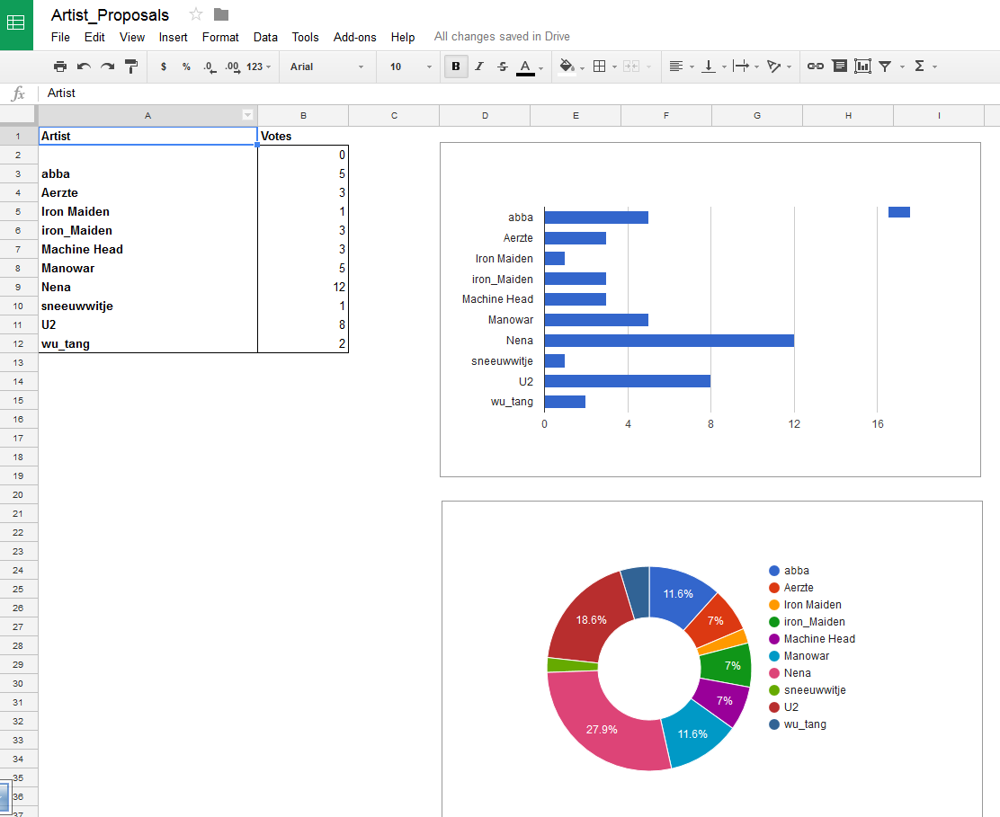 Artist_Proposals
File Edit View Insert Format Data Tools Add-ons Help All changes saved in Drive
$ % .0 .00 123 Arial 10 B I S A Σ
fx Artist
A B C D E F G H I
1 Artist Votes
2 0
3 abba 5
4 Aerzte 3
5 Iron Maiden 1
6 iron_Maiden 3
7 Machine Head 3
8 Manowar 5
9 Nena 12
10 sneeuwwitje 1
11 U2 8
12 wu_tang 2
13
14
15
16
17
18
19
20
21
22
23
24
25
26
27
28
29
30
31
32
33
34
35
36
37
abba
Aerzte
Iron Maiden
iron_Maiden
Machine Head
Manowar
Nena
sneeuwwitje
U2
wu_tang
0 4 8 12 16
11.6%
7%
7%
7%
11.6%
27.9%
18.6%
abba
Aerzte
Iron Maiden
iron_Maiden
Machine Head
Manowar
Nena
sneeuwwitje
U2
wu_tang